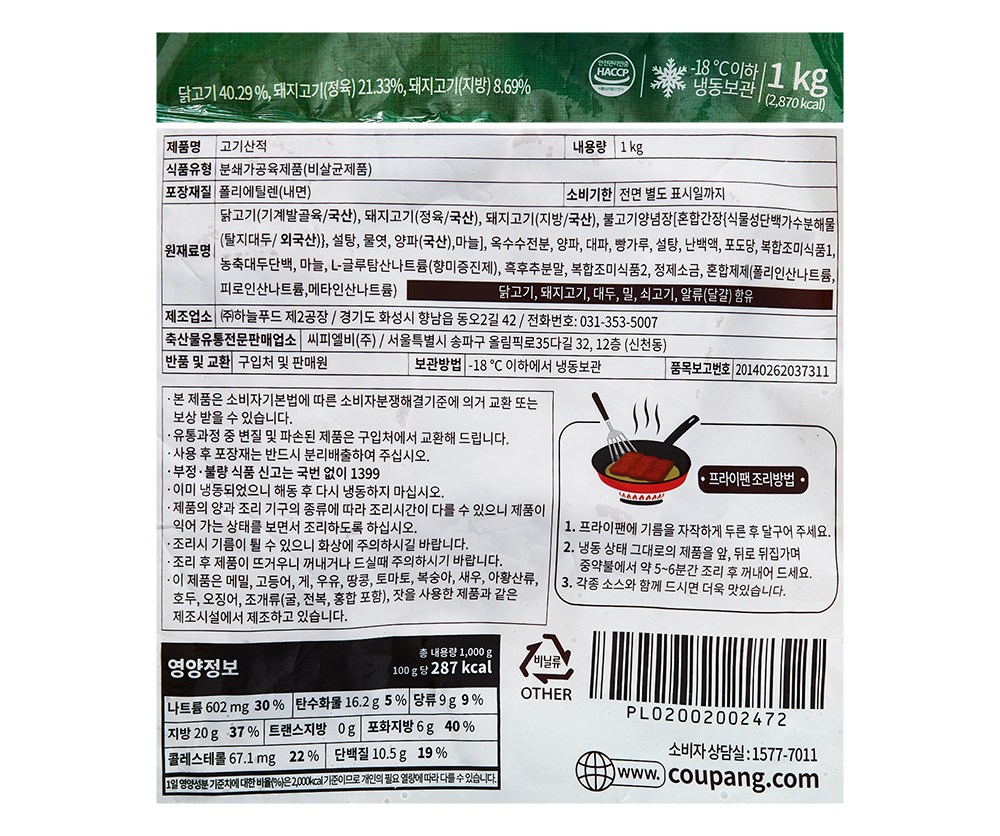 닭고기 40.29 %, 돼지고기(정육) 21.33%, 돼지고기(지방) 8.69%
안전관리인증
HACCP
-18 °C이하
냉동보관
1 kg
(2,870 kcal)
제품명 고기산적 내용량 1 kg
식품유형 분쇄가공육제품(비살균제품)
포장재질 폴리에틸렌(내면) 소비기한 전면 별도 표시일까지
원재료명
닭고기(기계발골육/국산), 돼지고기(정육/국산), 돼지고기(지방/국산), 불고기양념장[혼합간장{식물성단백가수분해물
(탈지대두/ 외국산)}, 설탕, 물엿, 양파(국산),마늘], 옥수수전분, 양파, 대파, 빵가루, 설탕, 난백액, 포도당, 복합조미식품1,
농축대두단백, 마늘, L-글루탐산나트륨(향미증진제), 흑후추분말, 복합조미식품2, 정제소금, 혼합제제(폴리인산나트륨,
피로인산나트륨,메타인산나트륨)
닭고기, 돼지고기, 대두, 밀, 쇠고기, 알류(달걀) 함유
제조업소 ㈜하늘푸드 제2공장 / 경기도 화성시 향남읍 동오2길 42 / 전화번호: 031-353-5007
축산물유통전문판매업소 씨피엘비(주) / 서울특별시 송파구 올림픽로35다길 32, 12층 (신천동)
반품 및 교환 구입처 및 판매원 보관방법 -18 °C 이하에서 냉동보관 품목보고번호 20140262037311
·본 제품은 소비자기본법에 따른 소비자분쟁해결기준에 의거 교환 또는
보상 받을 수 있습니다.
·유통과정 중 변질 및 파손된 제품은 구입처에서 교환해 드립니다.
·사용 후 포장재는 반드시 분리배출하여 주십시오.
·부정·불량 식품 신고는 국번 없이 1399
·이미 냉동되었으니 해동 후 다시 냉동하지 마십시오.
·제품의 양과 조리 기구의 종류에 따라 조리시간이 다를 수 있으니 제품이
익어 가는 상태를 보면서 조리하도록 하십시오.
·조리시 기름이 튈 수 있으니 화상에 주의하시길 바랍니다.
·조리 후 제품이 뜨거우니 꺼내거나 드실때 주의하시기 바랍니다.
·이 제품은 메밀, 고등어, 게, 우유, 땅콩, 토마토, 복숭아, 새우, 아황산류,
호두, 오징어, 조개류(굴, 전복, 홍합 포함), 잣을 사용한 제품과 같은
제조시설에서 제조하고 있습니다.
· 프라이팬 조리방법 ·
1. 프라이팬에 기름을 자작하게 두른 후 달구어 주세요.
2. 냉동 상태 그대로의 제품을 앞, 뒤로 뒤집가며
중약불에서 약 5~6분간 조리 후 꺼내어 드세요.
3. 각종 소스와 함께 드시면 더욱 맛있습니다.
영양정보
총 내용량 1,000 g
100 g 당 287 kcal
나트륨 602 mg 30 % 탄수화물 16.2 g 5 % 당류 9 g 9 %
지방 20 g 37 % 트랜스지방 0 g 포화지방 6 g 40 %
콜레스테롤 67.1 mg 22 % 단백질 10.5 g 19 %
1일 영양성분 기준치에 대한 비율(%)은 2,000kcal 기준이므로 개인의 필요 열량에 따라 다를 수 있습니다.
비닐류
OTHER
PL02002002472
소비자 상담실 : 1577-7011
www. coupang.com